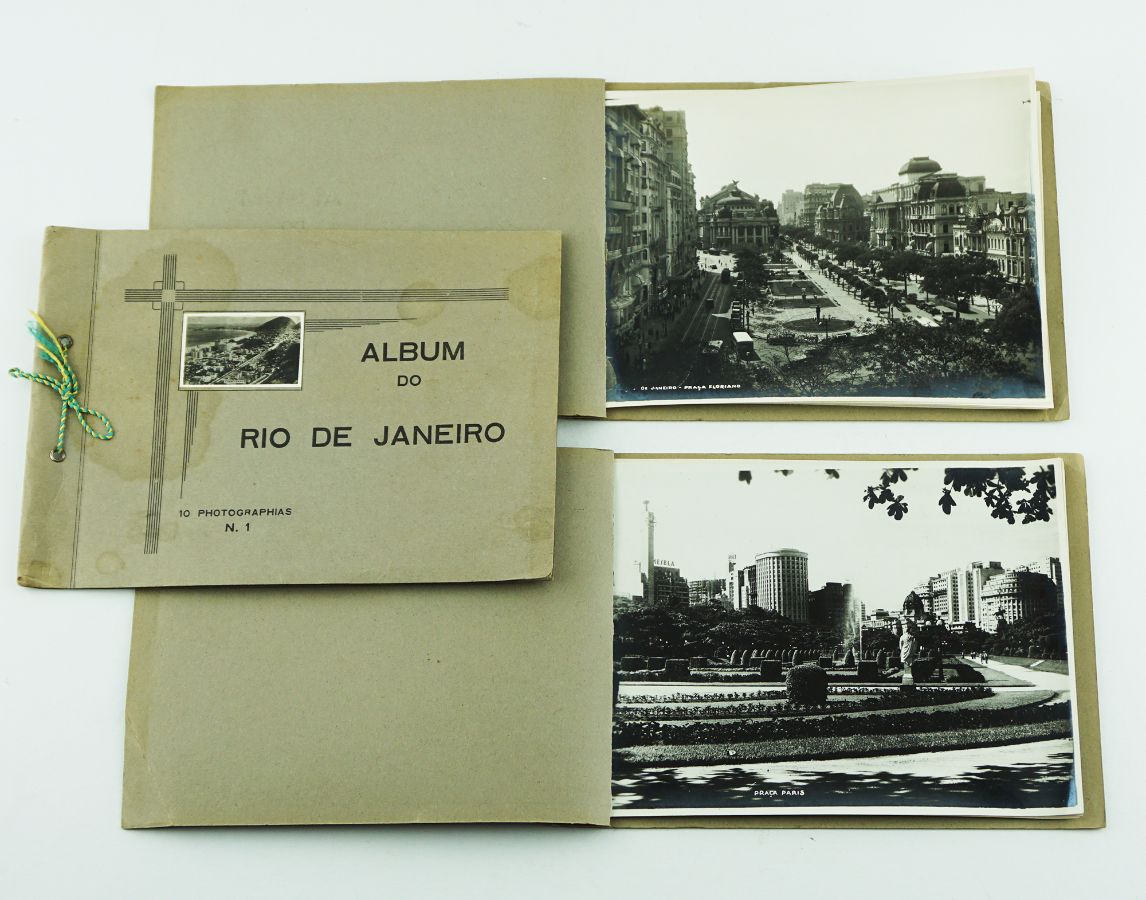 ALBUM
DO
RIO DE JANEIRO
10 PHOTOGRAPHIAS
N. 1
DE JANEIRO - PRAÇA FLORIANO
PRAÇA PARIS